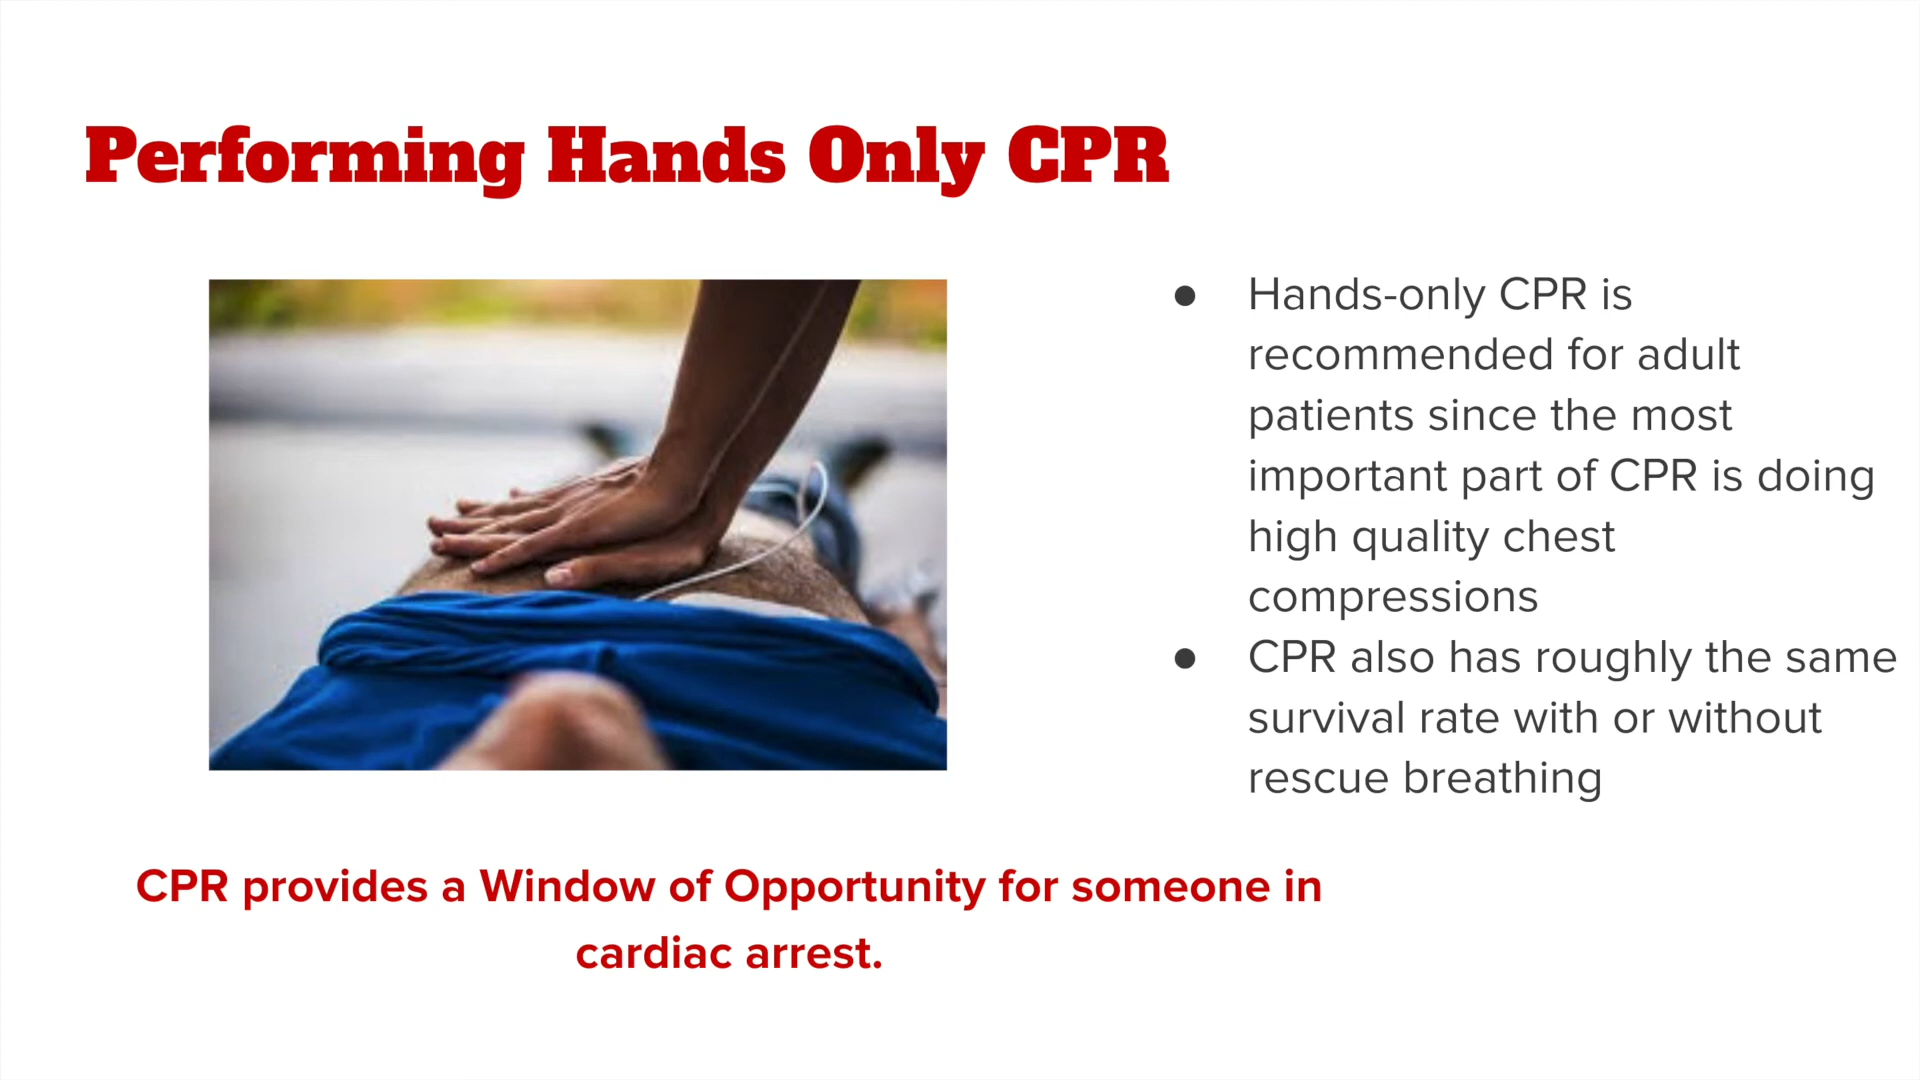 Performing Hands Only CPR
● Hands-only CPR is
recommended for adult
patients since the most
important part of CPR is doing
high quality chest
compressions
● CPR also has roughly the same
survival rate with or without
rescue breathing
CPR provides a Window of Opportunity for someone in
cardiac arrest.